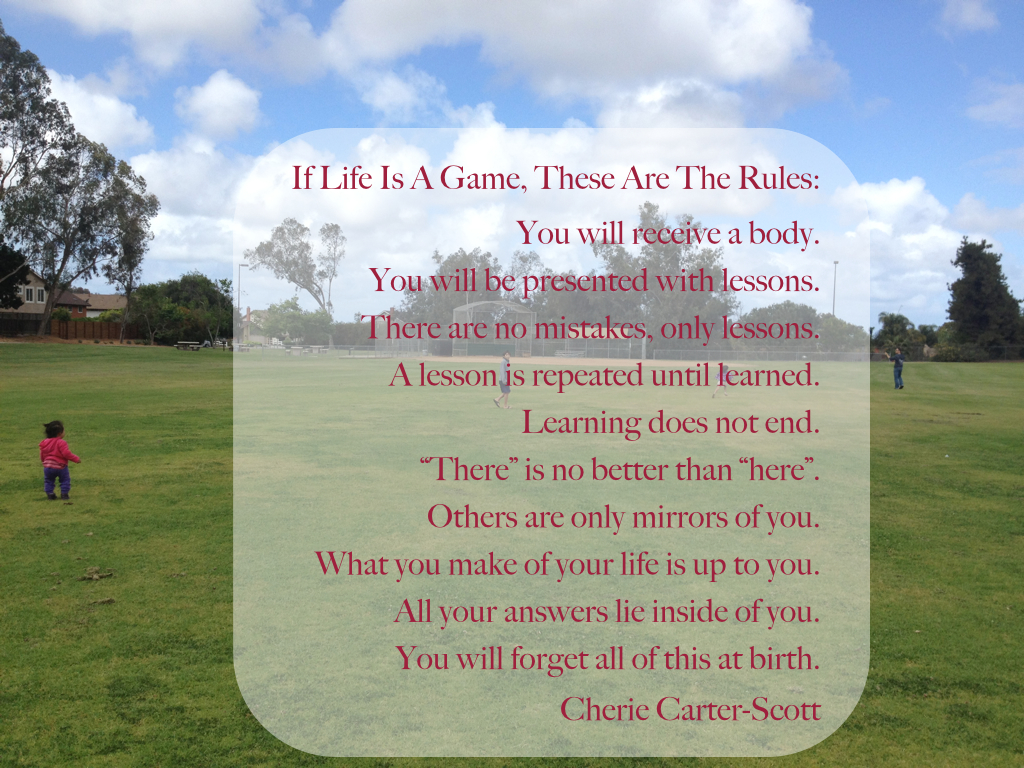 If Life Is A Game, These Are The Rules:
You will receive a body.
You will be presented with lessons.
There are no mistakes, only lessons.
A lesson is repeated until learned.
Learning does not end.
“There” is no better than “here”.
Others are only mirrors of you.
What you make of your life is up to you.
All your answers lie inside of you.
You will forget all of this at birth.
Cherie Carter-Scott